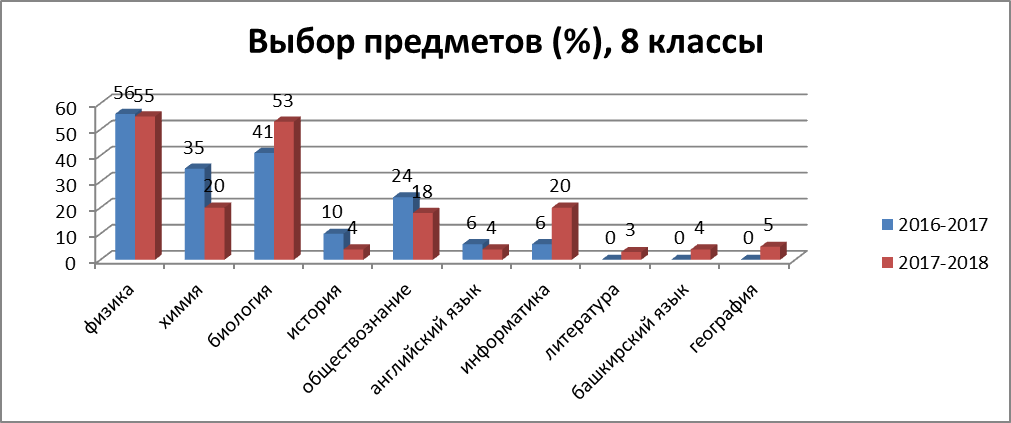 Выбор предметов (%), 8 классы
56 55 35 20 41 53 10 4 24 18 6 4 6 20 0 3 0 4 0 5
60
50
40
30
20
10
0
физика
химия
биология
история
обществознание
английский язык
информатика
литература
башкирский язык
география
2016-2017
2017-2018